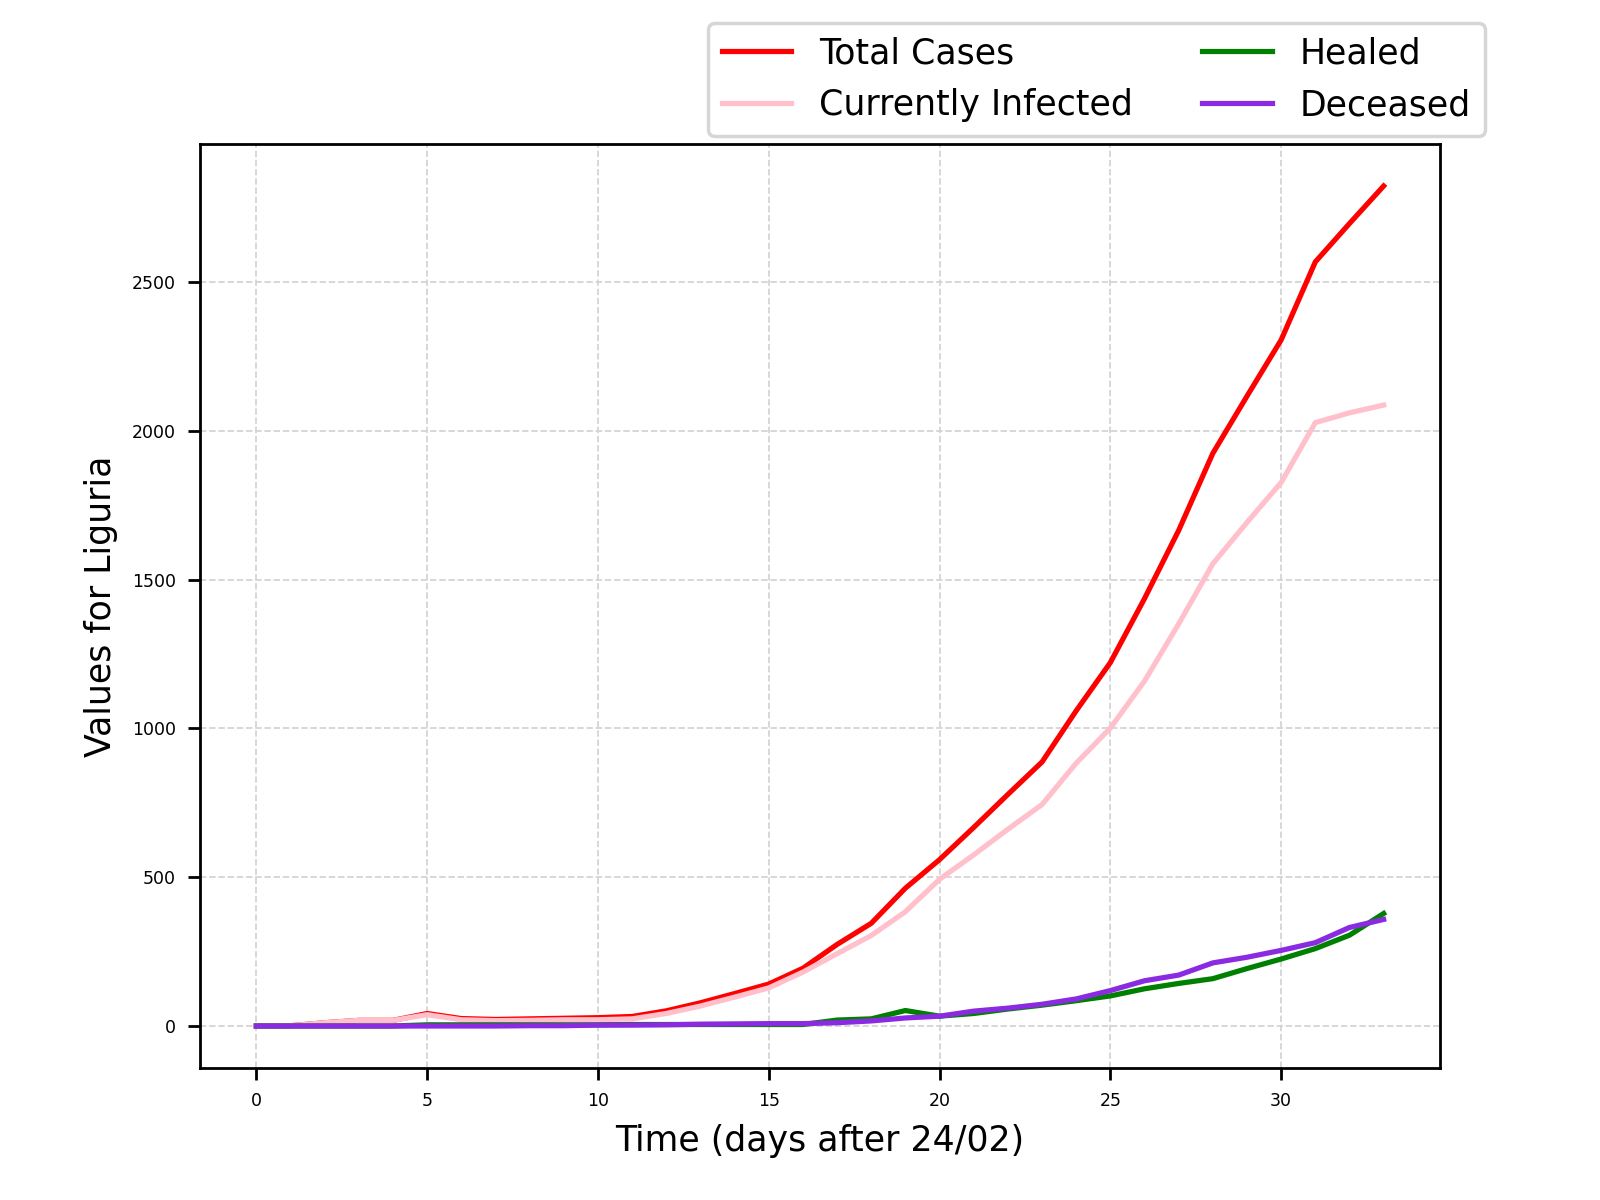 Total Cases
Currently Infected
Healed
Deceased
2500
2000
1500
1000
500
0
Values for Liguria
0 5 10 15 20 25 30
Time (days after 24/02)